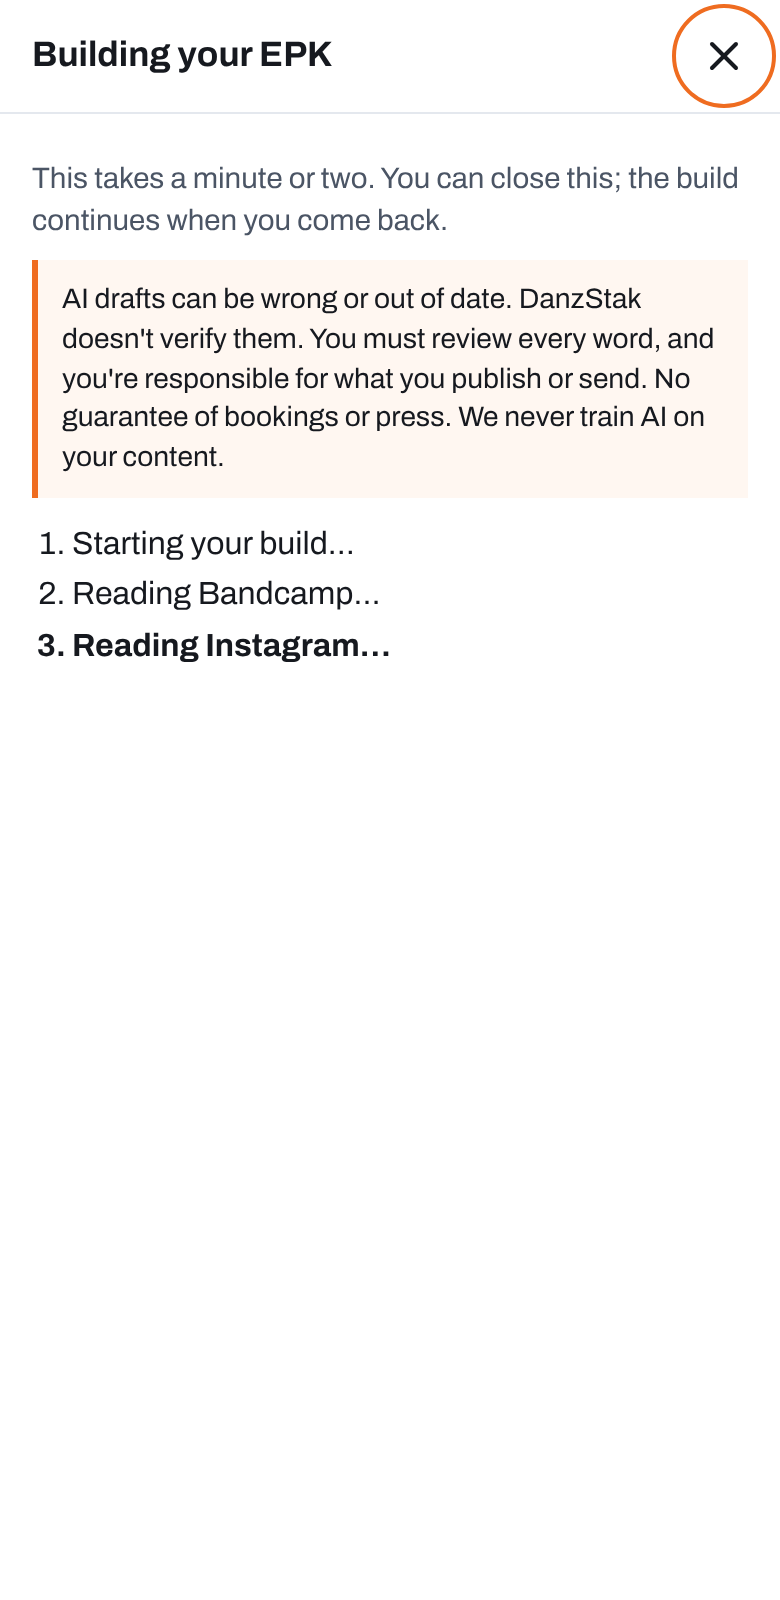 Building your EPK
This takes a minute or two. You can close this; the build
continues when you come back.
AI drafts can be wrong or out of date. DanzStak
doesn't verify them. You must review every word, and
you're responsible for what you publish or send. No
guarantee of bookings or press. We never train AI on
your content.
1. Starting your build...
2. Reading Bandcamp...
3. Reading Instagram...